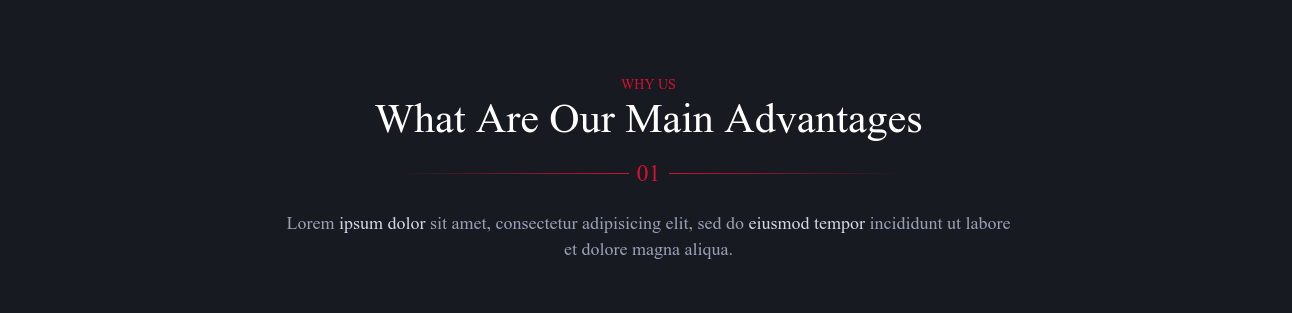 WHY US
What Are Our Main Advantages
01
Lorem ipsum dolor sit amet, consectetur adipisicing elit, sed do eiusmod tempor incididunt ut labore
et dolore magna aliqua.